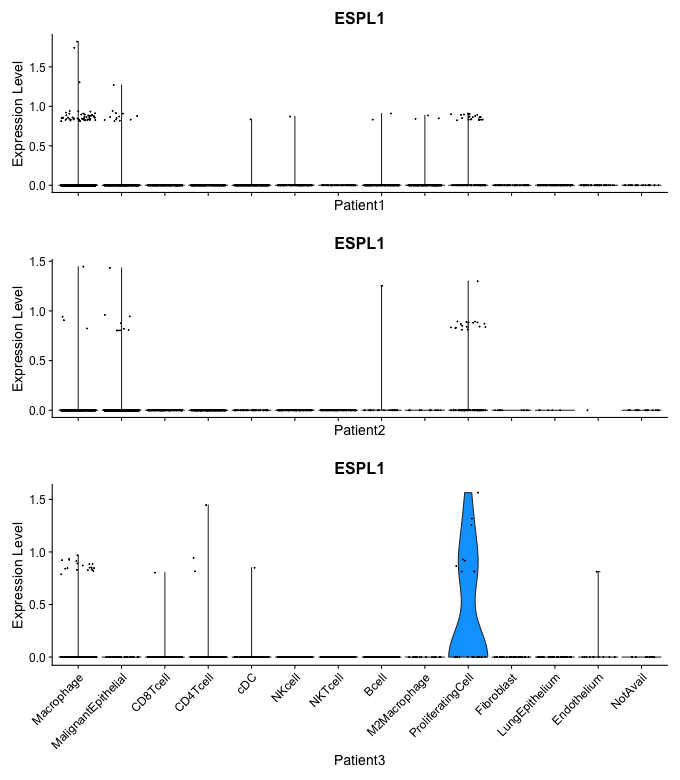 ESPL1
Expression Level
1.5
1.0
0.5
0.0
Patient1
ESPL1
Expression Level
1.5
1.0
0.5
0.0
Patient2
ESPL1
Expression Level
1.5
1.0
0.5
0.0
Macrophage
MalignantEpithelial
CD8Tcell
CD4Tcell
cDC
NKcell
NKTcell
Bcell
M2Macrophage
ProliferatingCell
Fibroblast
LungEpithelium
Endothelium
NotAvail
Patient3